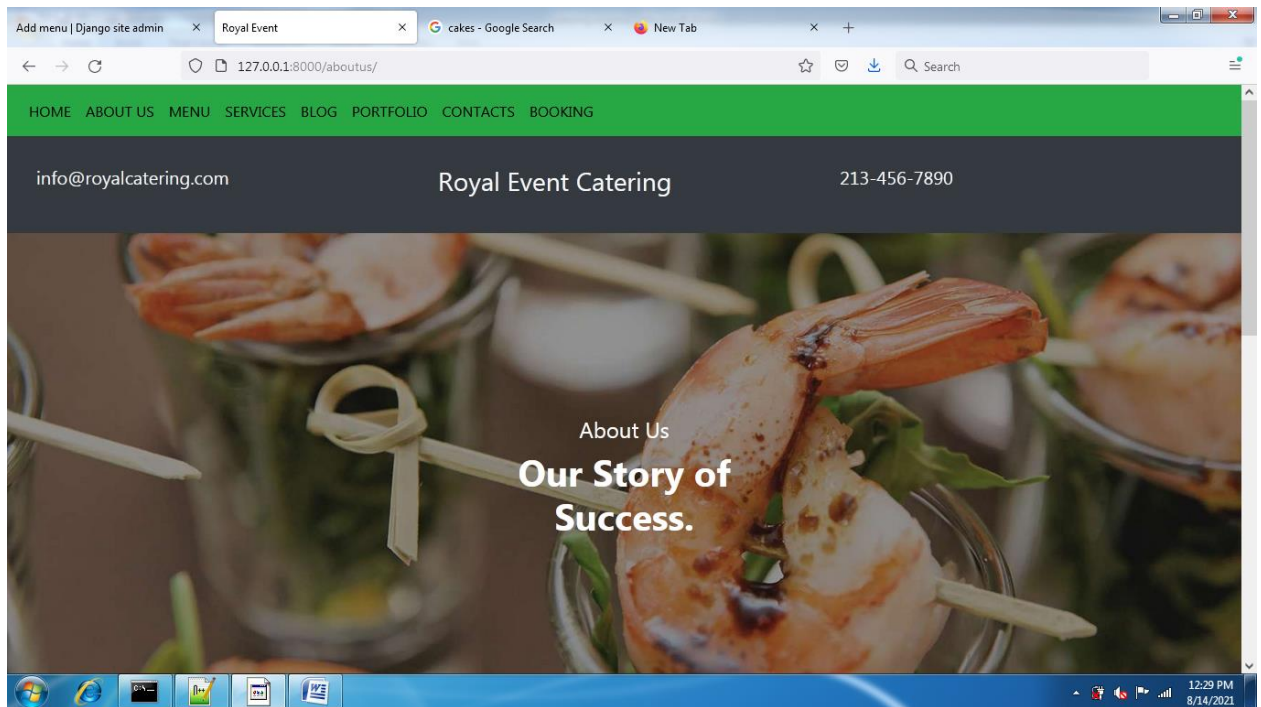 Add menu | Django site admin
Royal Event
cakes - Google Search
New Tab
127.0.0.1:8000/aboutus/
Search
HOME ABOUT US MENU SERVICES BLOG PORTFOLIO CONTACTS BOOKING
info@royalcatering.com
Royal Event Catering
213-456-7890
About Us
Our Story of
Success.
12:29 PM
8/14/2021